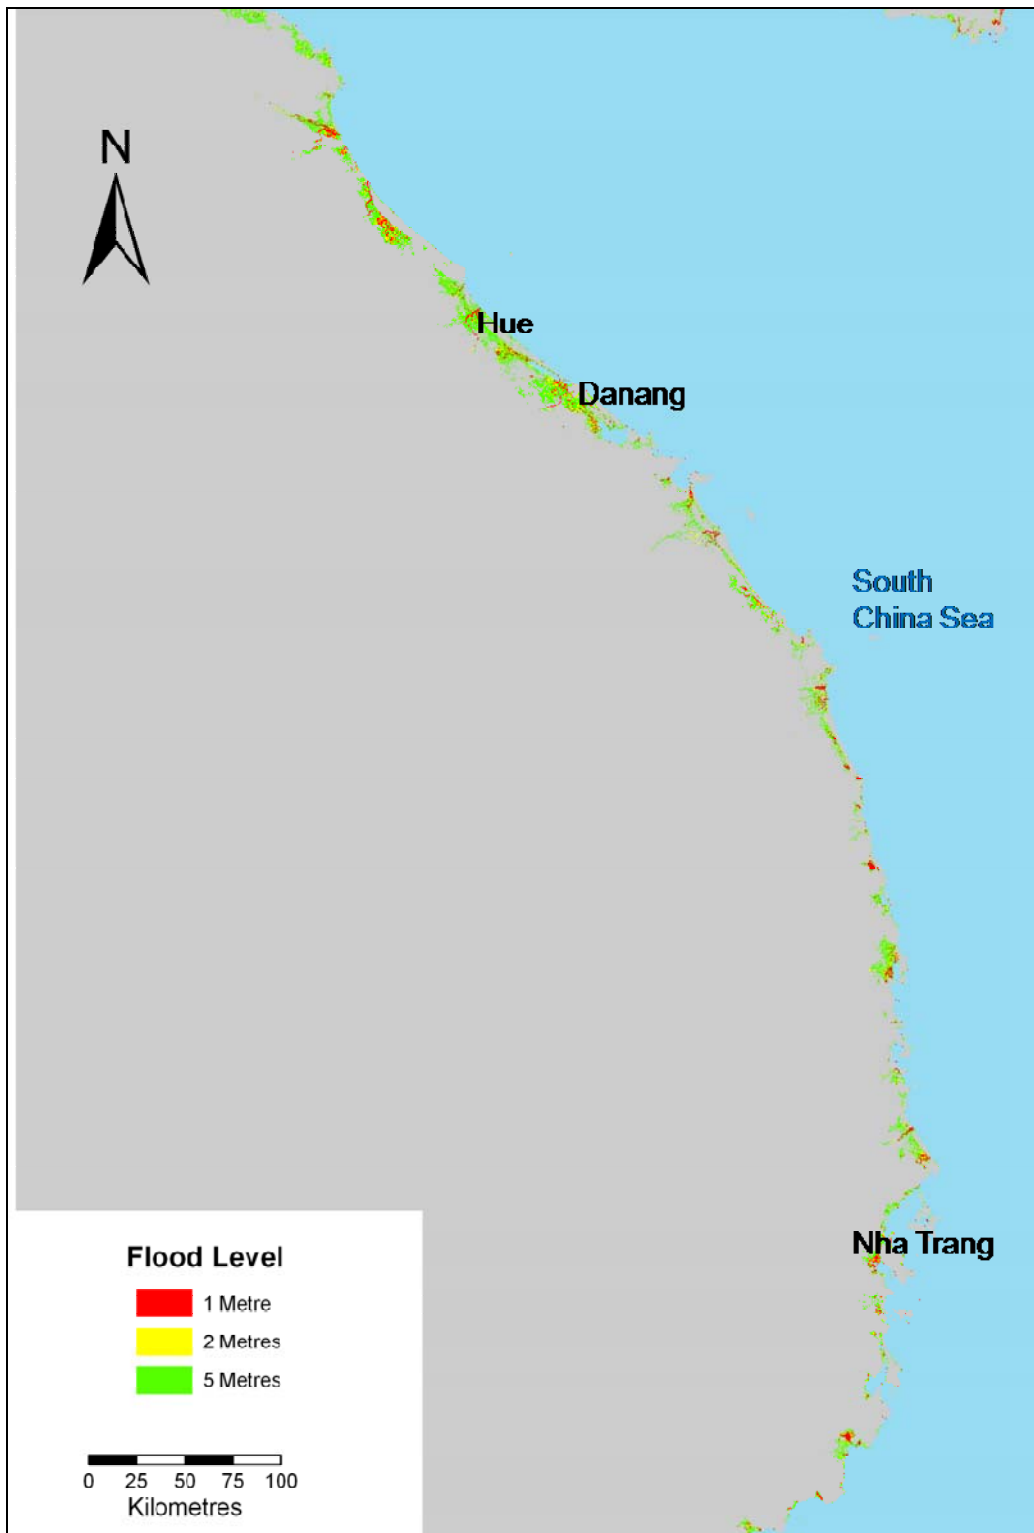 N
Hue
Danang
South
China Sea
Nha Trang
Flood Level
1 Metre
2 Metres
5 Metres
0 25 50 75 100
Kilometres